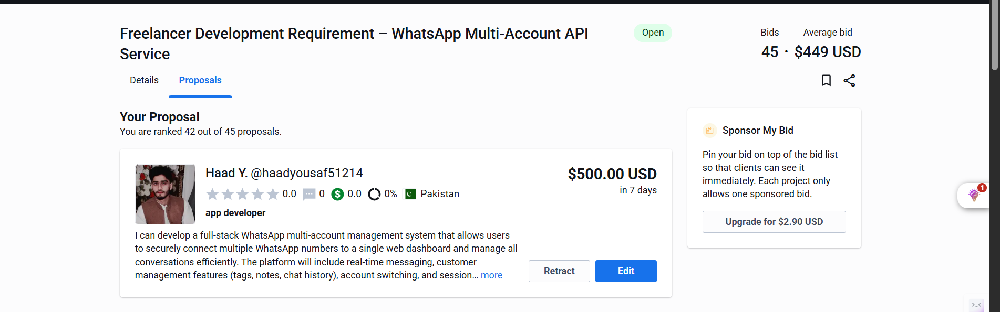 Freelancer Development Requirement – WhatsApp Multi-Account API
Service
Open
Bids
Average bid
45 · $449 USD
Details
Proposals
Your Proposal
You are ranked 42 out of 45 proposals.
Haad Y. @haadyousaf51214
0.0 0 $ 0.0 0% Pakistan
app developer
$500.00 USD
in 7 days
I can develop a full-stack WhatsApp multi-account management system that allows users
to securely connect multiple WhatsApp numbers to a single web dashboard and manage all
conversations efficiently. The platform will include real-time messaging, customer
management features (tags, notes, chat history), account switching, and session... more
Retract
Edit
Sponsor My Bid
Pin your bid on top of the bid list
so that clients can see it
immediately. Each project only
allows one sponsored bid.
Upgrade for $2.90 USD
1